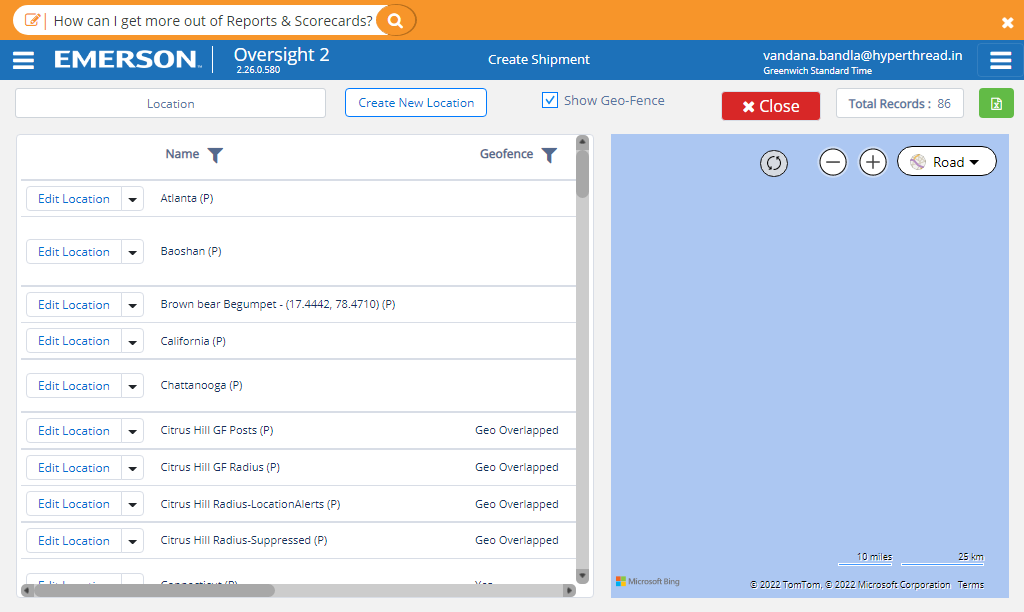 How can I get more out of Reports & Scorecards?
EMERSON
Oversight 2
2.26.0.580
Create Shipment
vandana.bandla@hyperthread.in
Greenwich Standard Time
Location
Create New Location
Show Geo-Fence
Close
Total Records : 86
Name
Geofence
Edit Location Atlanta (P)
Edit Location Baoshan (P)
Edit Location Brown bear Begumpet - (17.4442, 78.4710) (P)
Edit Location California (P)
Edit Location Chattanooga (P)
Edit Location Citrus Hill GF Posts (P) Geo Overlapped
Edit Location Citrus Hill GF Radius (P) Geo Overlapped
Edit Location Citrus Hill Radius-LocationAlerts (P) Geo Overlapped
Edit Location Citrus Hill Radius-Suppressed (P) Geo Overlapped
Edit Location Connecticut (P) Yes
Road
10 miles
25 km
Microsoft Bing
© 2022 TomTom, © 2022 Microsoft Corporation Terms